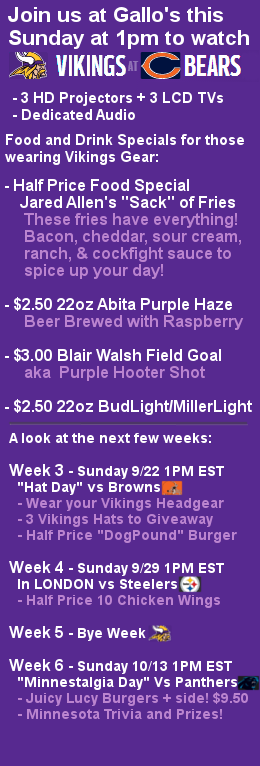 Join us at Gallo's this
Sunday at 1pm to watch
VIKINGS AT BEARS
- 3 HD Projectors + 3 LCD TVs
- Dedicated Audio
Food and Drink Specials for those
wearing Vikings Gear:
- Half Price Food Special
Jared Allen's "Sack" of Fries
These fries have everything!
Bacon, cheddar, sour cream,
ranch, & cockfight sauce to
spice up your day!
- $2.50 22oz Abita Purple Haze
Beer Brewed with Raspberry
- $3.00 Blair Walsh Field Goal
aka Purple Hooter Shot
- $2.50 22oz BudLight/MillerLight
A look at the next few weeks:
Week 3 - Sunday 9/22 1PM EST
"Hat Day" vs Browns
- Wear your Vikings Headgear
- 3 Vikings Hats to Giveaway
- Half Price "DogPound" Burger
Week 4 - Sunday 9/29 1PM EST
In LONDON vs Steelers
- Half Price 10 Chicken Wings
Week 5 - Bye Week
Week 6 - Sunday 10/13 1PM EST
"Minnestalgia Day" Vs Panthers
- Juicy Lucy Burgers + side! $9.50
- Minnesota Trivia and Prizes!